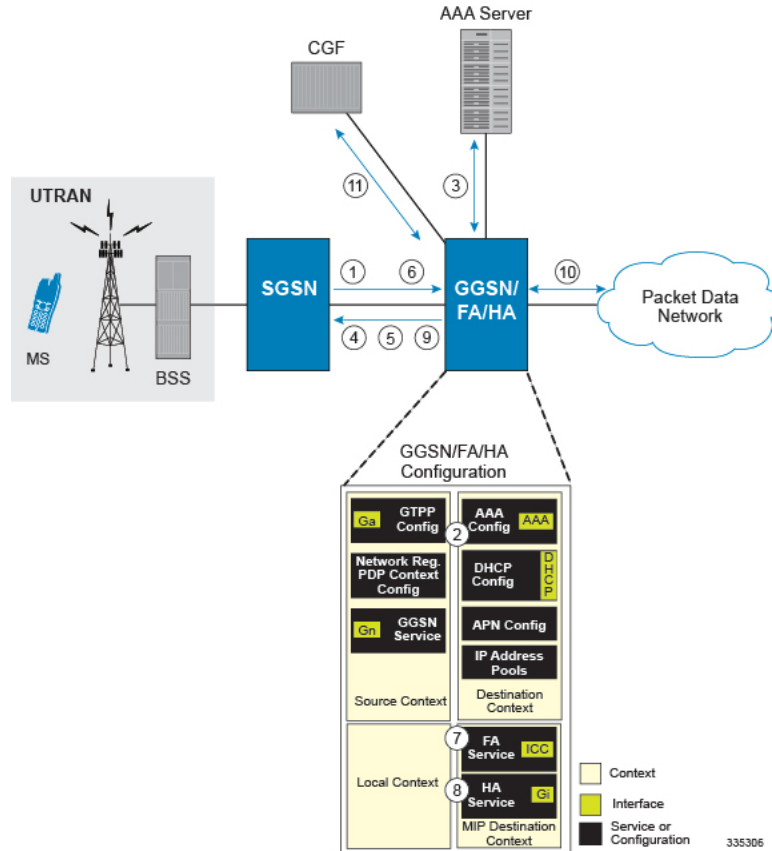 AAA Server
CGF
11
3
UTRAN
MS
BSS
SGSN
1
6
4
5
9
GGSN/
FA/HA
10
Packet Data
Network
GGSN/FA/HA
Configuration
Ga
GTPP
Config
2
AAA
Config
AAA
Network Reg.
PDP Context
Config
DHCP
Config
D
H
C
P
Gn
GGSN
Service
APN Config
IP Address
Pools
Source Context
Destination
Context
7
FA
Service
ICC
Local Context
8
HA
Service
Gi
MIP Destination
Context
Context
Interface
Service or
Configuration
335306